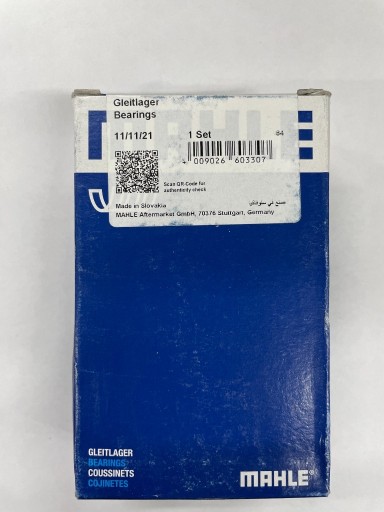 Gleitlager
Bearings
11/11/21 1 Set 84
4 009026 603307
Scan QR-Code for
authenticity check
Made in Slovakia صنع في سلوفاكيا
MAHLE Aftermarket GmbH, 70376 Stuttgart, Germany
GLEITLAGER
BEARINGS
COUSSINETS
COJINETES
MAHLE